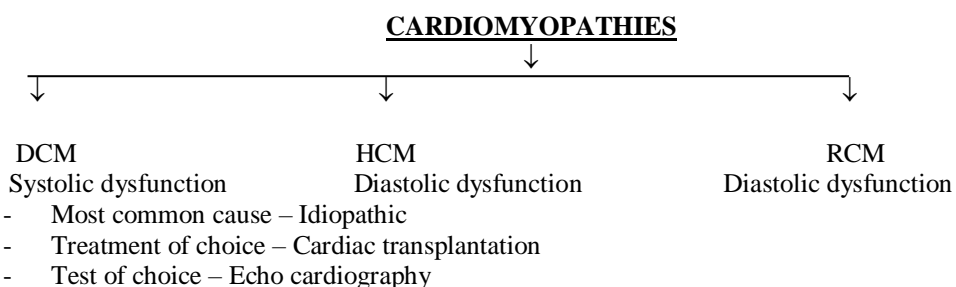 CARDIOMYOPATHIES
DCM HCM RCM
Systolic dysfunction Diastolic dysfunction Diastolic dysfunction
- Most common cause – Idiopathic
- Treatment of choice – Cardiac transplantation
- Test of choice – Echo cardiography